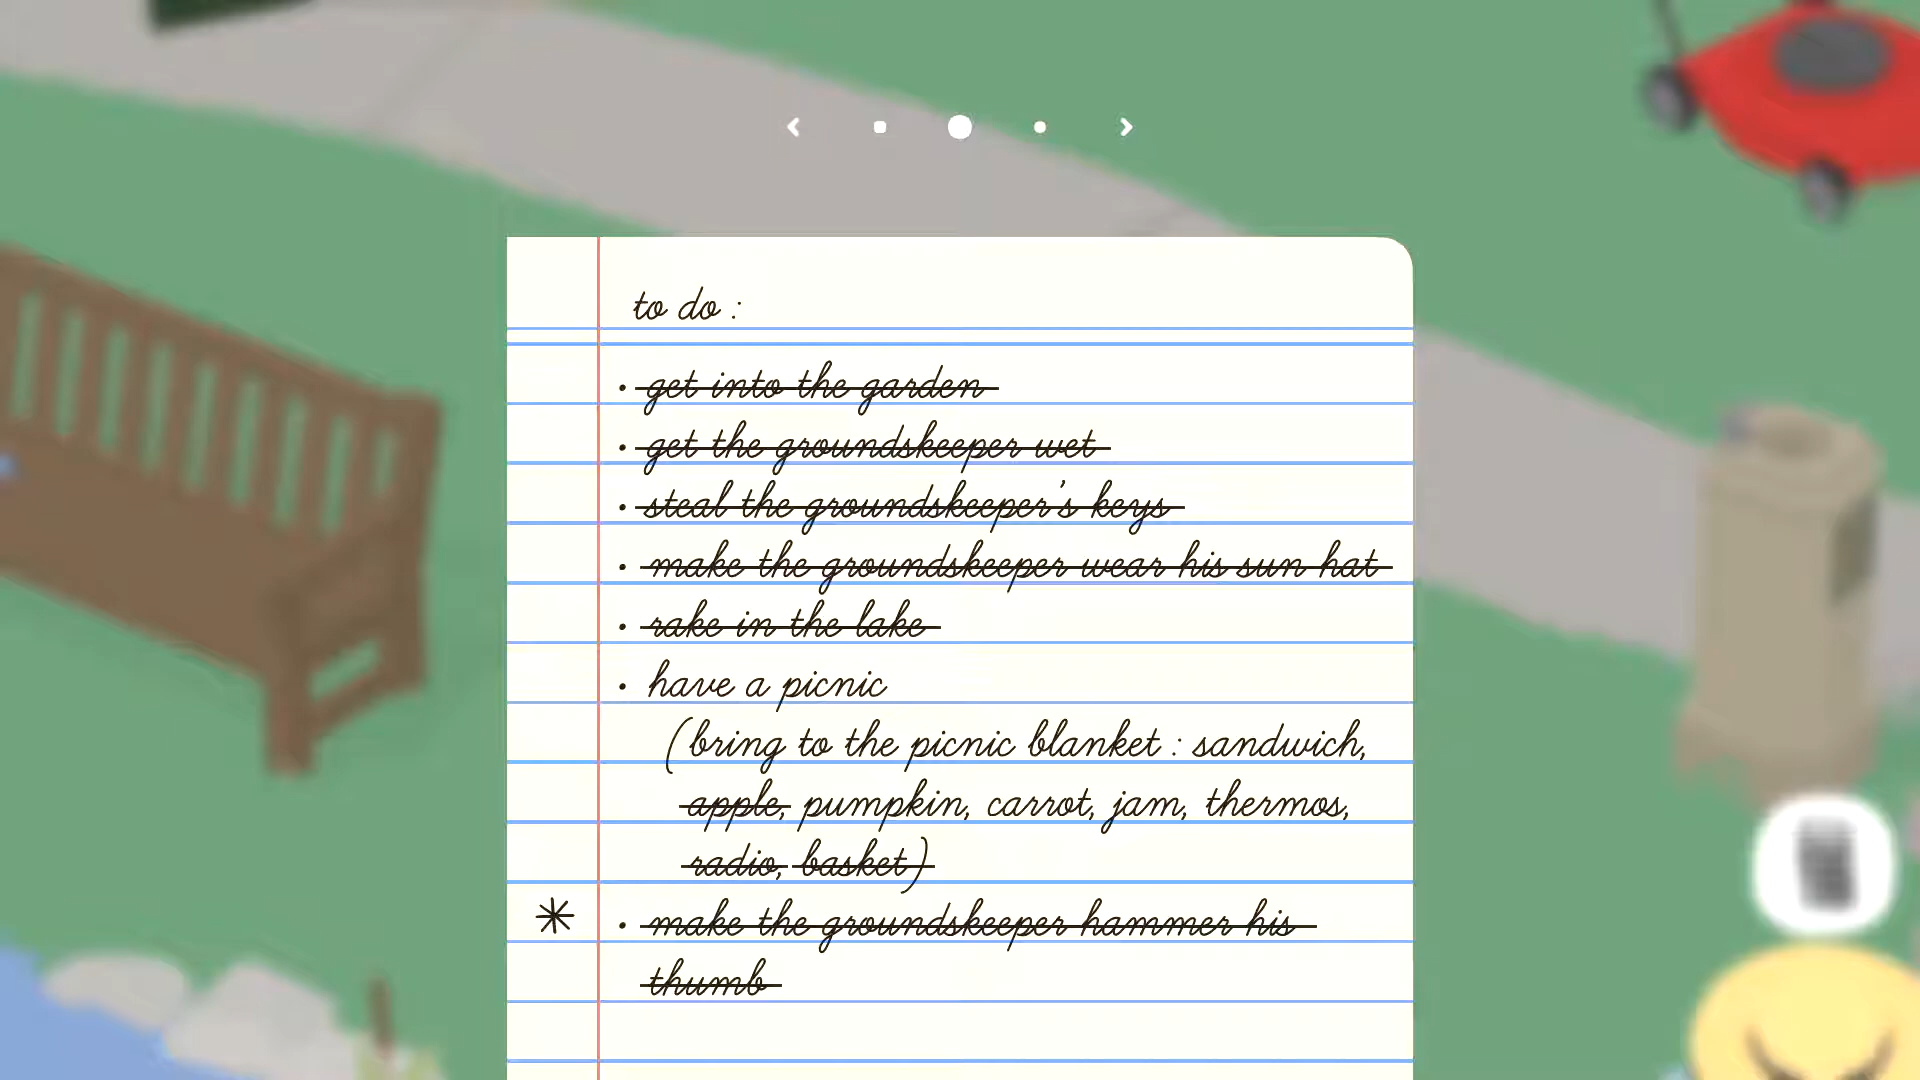 to do :
• get into the garden
• get the groundskeeper wet
• steal the groundskeeper's keys
• make the groundskeeper wear his sun hat
• rake in the lake
• have a picnic
(bring to the picnic blanket : sandwich,
apple, pumpkin, carrot, jam, thermos,
radio, basket)
• make the groundskeeper hammer his
thumb